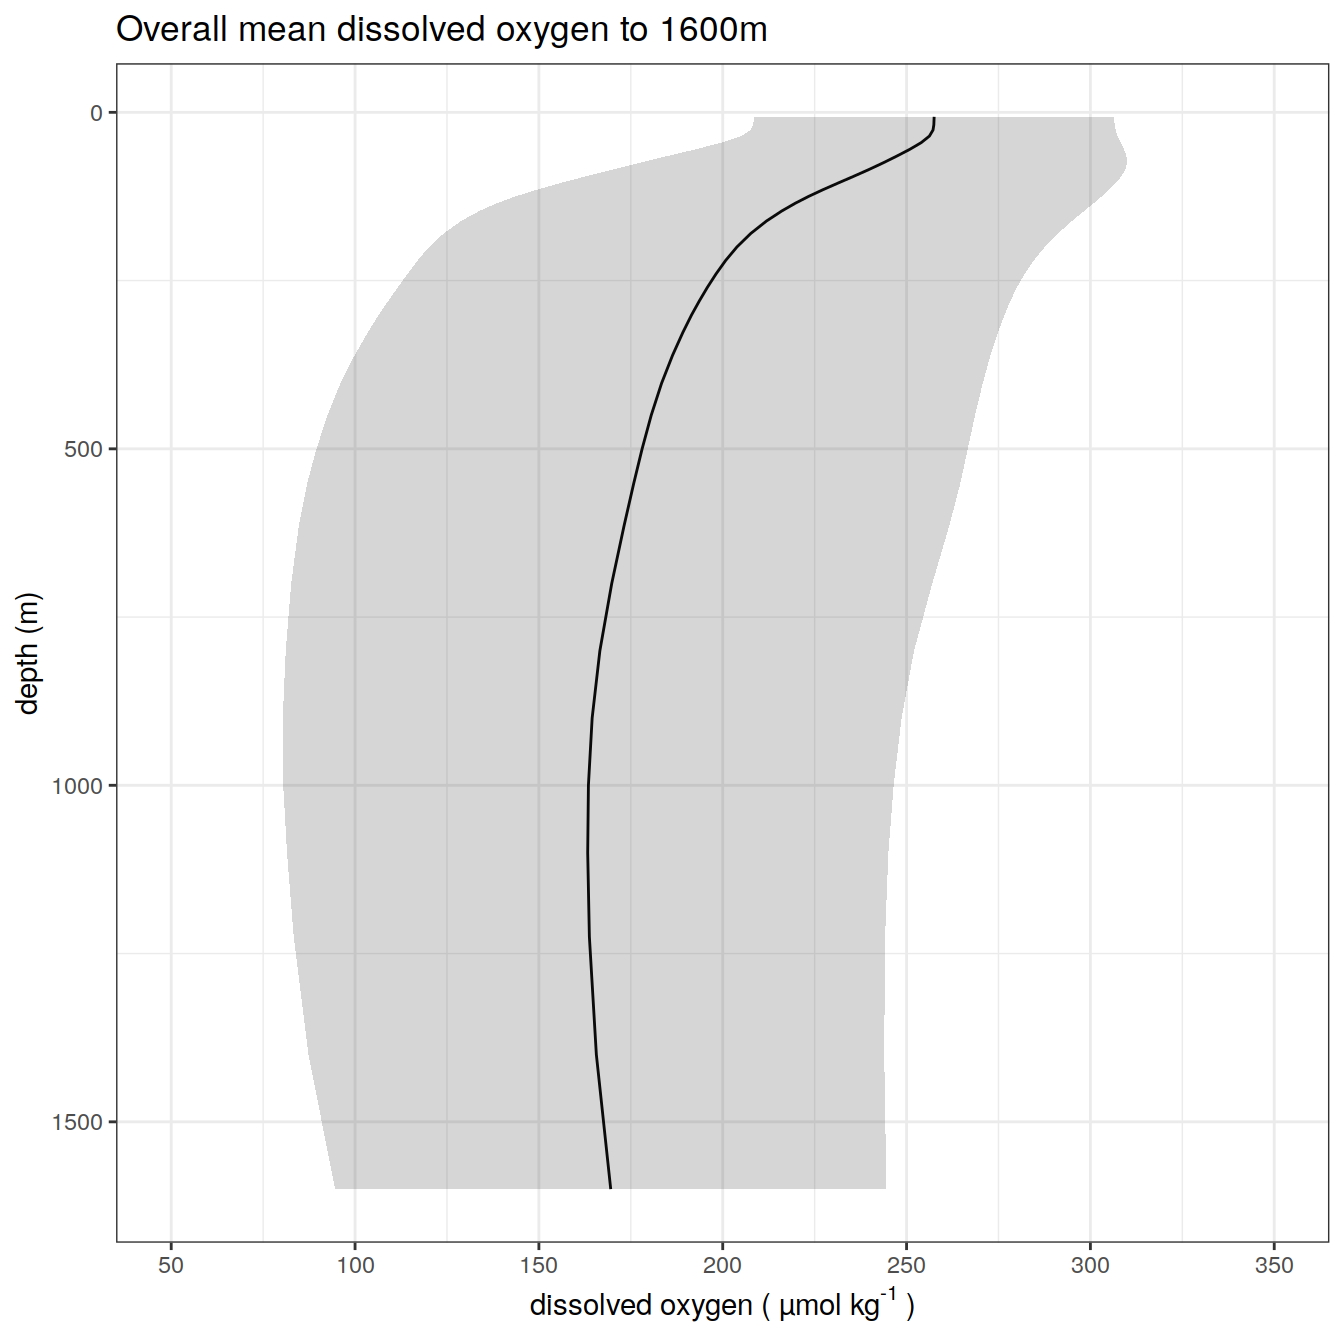 Overall mean dissolved oxygen to 1600m
0
500
1000
1500
depth (m)
50 100 150 200 250 300 350
dissolved oxygen ( µmol kg⁻¹ )